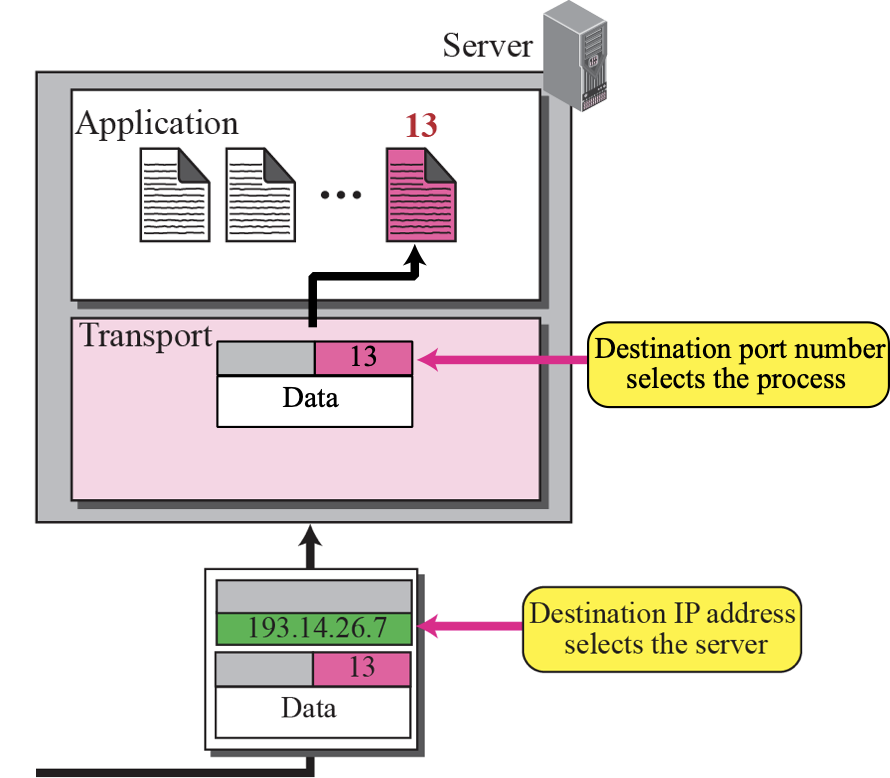 Server
Application
13
...
Transport
13
Data
Destination port number
selects the process
193.14.26.7
13
Data
Destination IP address
selects the server